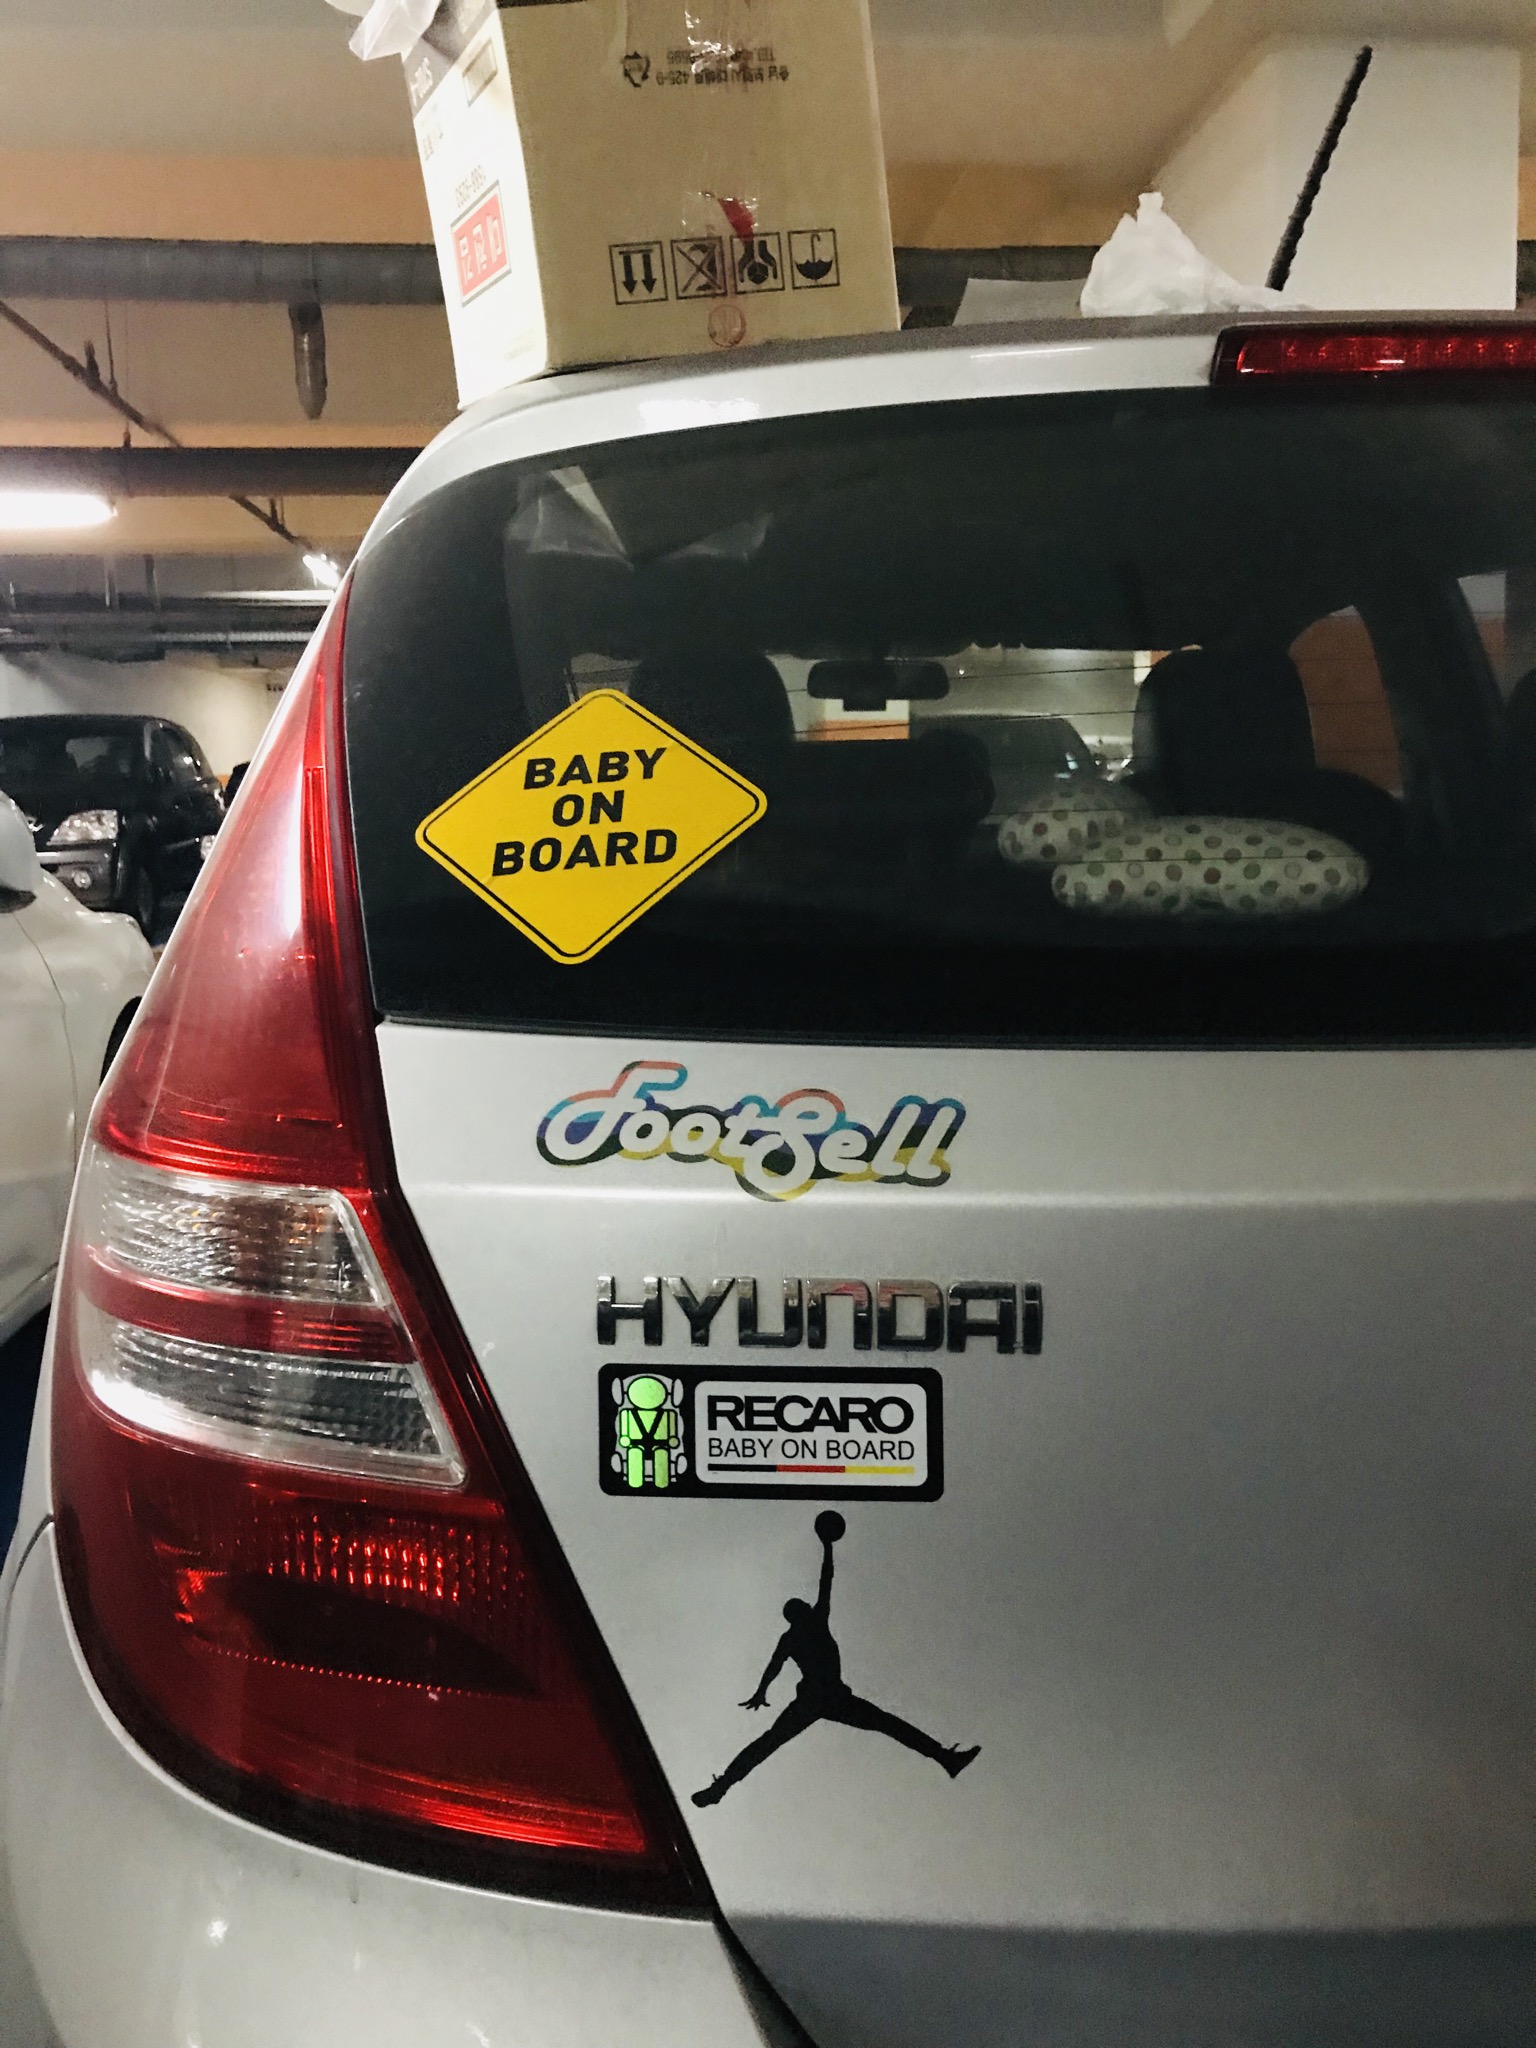 BABY
ON
BOARD
FootSell
HYUNDAI
RECARO
BABY ON BOARD